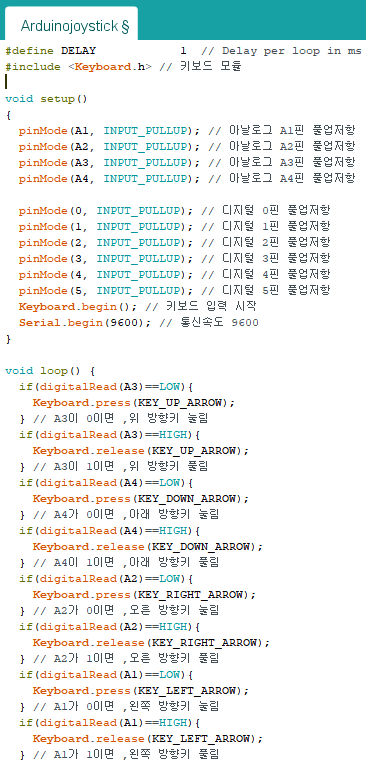 Arduinojoystick §
#define DELAY          1  // Delay per loop in ms
#include <Keyboard.h> // 키보드 모듈
void setup()
{
  pinMode(A1, INPUT_PULLUP); // 아날로그 A1핀 풀업저항
  pinMode(A2, INPUT_PULLUP); // 아날로그 A2핀 풀업저항
  pinMode(A3, INPUT_PULLUP); // 아날로그 A3핀 풀업저항
  pinMode(A4, INPUT_PULLUP); // 아날로그 A4핀 풀업저항
  pinMode(0, INPUT_PULLUP); // 디지털 0핀 풀업저항
  pinMode(1, INPUT_PULLUP); // 디지털 1핀 풀업저항
  pinMode(2, INPUT_PULLUP); // 디지털 2핀 풀업저항
  pinMode(3, INPUT_PULLUP); // 디지털 3핀 풀업저항
  pinMode(4, INPUT_PULLUP); // 디지털 4핀 풀업저항
  pinMode(5, INPUT_PULLUP); // 디지털 5핀 풀업저항
  Keyboard.begin(); // 키보드 입력 시작
  Serial.begin(9600); // 통신속도 9600
}
void loop() {
  if(digitalRead(A3)==LOW){
    Keyboard.press(KEY_UP_ARROW);
  } // A3이 0이면 ,위 방향키 눌림
  if(digitalRead(A3)==HIGH){
    Keyboard.release(KEY_UP_ARROW);
  } // A3이 1이면 ,위 방향키 풀림
  if(digitalRead(A4)==LOW){
    Keyboard.press(KEY_DOWN_ARROW);
  } // A4가 0이면 ,아래 방향키 눌림
  if(digitalRead(A4)==HIGH){
    Keyboard.release(KEY_DOWN_ARROW);
  } // A4이 1이면 ,아래 방향키 풀림
  if(digitalRead(A2)==LOW){
    Keyboard.press(KEY_RIGHT_ARROW);
  } // A2가 0이면 ,오른 방향키 눌림
  if(digitalRead(A2)==HIGH){
    Keyboard.release(KEY_RIGHT_ARROW);
  } // A2가 1이면 ,오른 방향키 풀림
  if(digitalRead(A1)==LOW){
    Keyboard.press(KEY_LEFT_ARROW);
  } // A1가 0이면 ,왼쪽 방향키 눌림
  if(digitalRead(A1)==HIGH){
    Keyboard.release(KEY_LEFT_ARROW);
  } // A1가 1이면 ,왼쪽 방향키 풀림